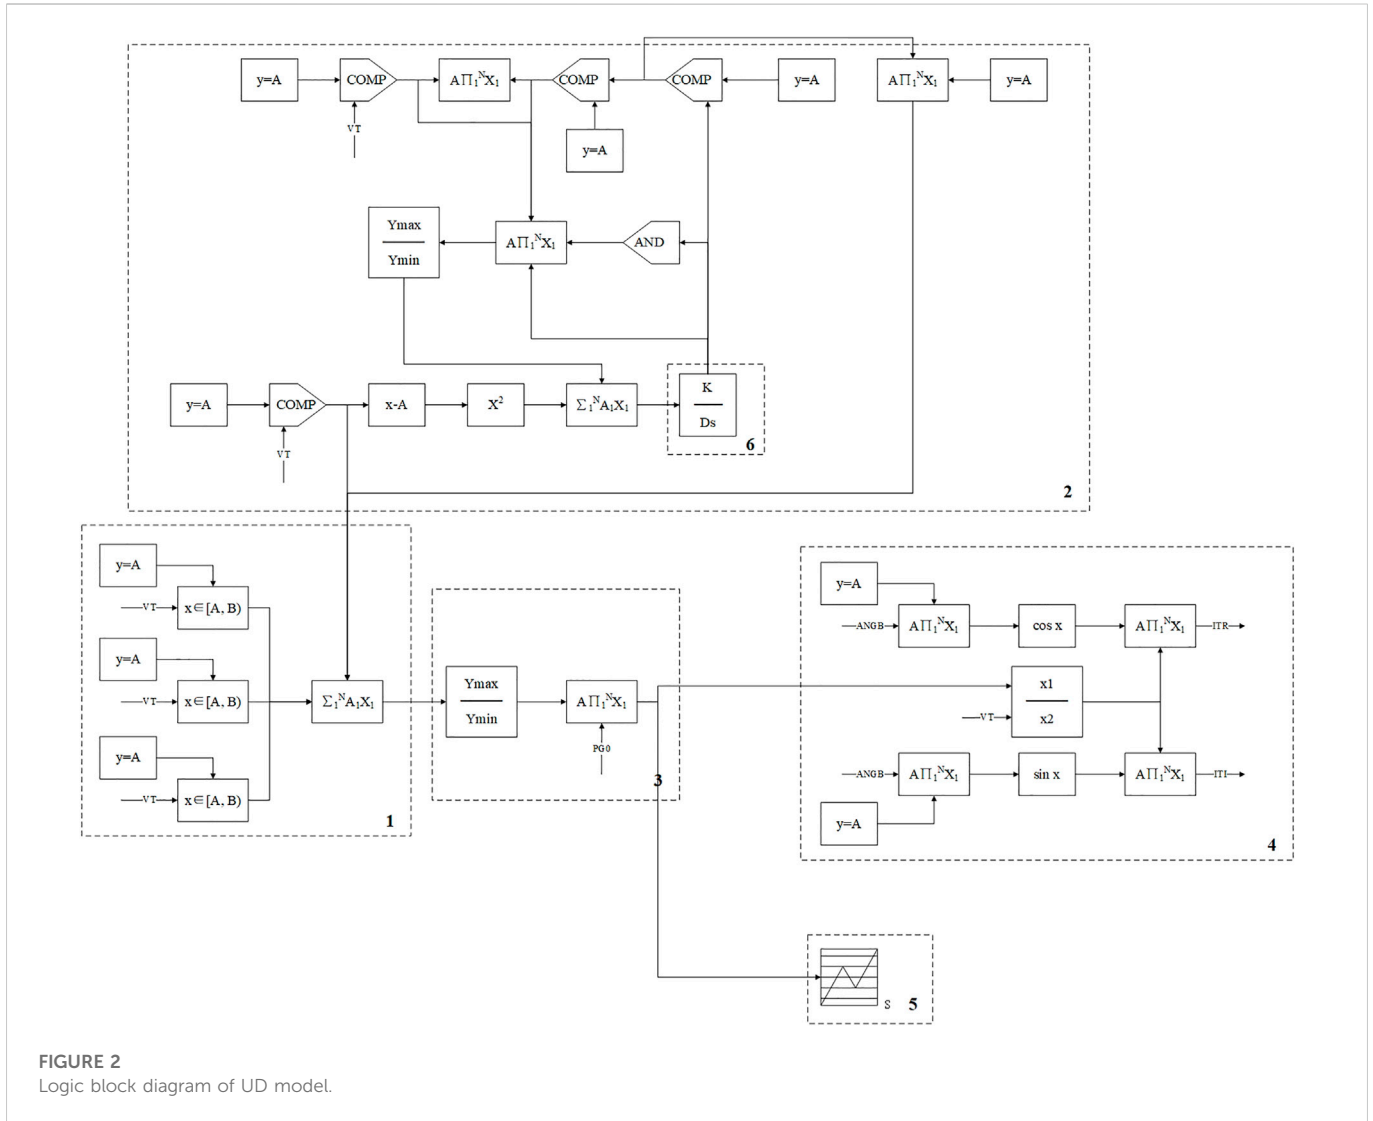 y=A
COMP
AΠ₁ᴺX₁
COMP
COMP
y=A
AΠ₁ᴺX₁
y=A
VT
y=A
Ymax
Ymin
AΠ₁ᴺX₁
AND
y=A
COMP
x-A
X²
Σ₁ᴺA₁X₁
K
Ds
6
VT
2
y=A
VT
x∈[A, B)
y=A
VT
x∈[A, B)
Σ₁ᴺA₁X₁
y=A
VT
x∈[A, B)
1
Ymax
Ymin
AΠ₁ᴺX₁
PG0
3
y=A
ANGB
AΠ₁ᴺX₁
cos x
AΠ₁ᴺX₁
ITR
x1
x2
VT
ANGB
AΠ₁ᴺX₁
sin x
AΠ₁ᴺX₁
ITI
y=A
4
S
5
FIGURE 2
Logic block diagram of UD model.